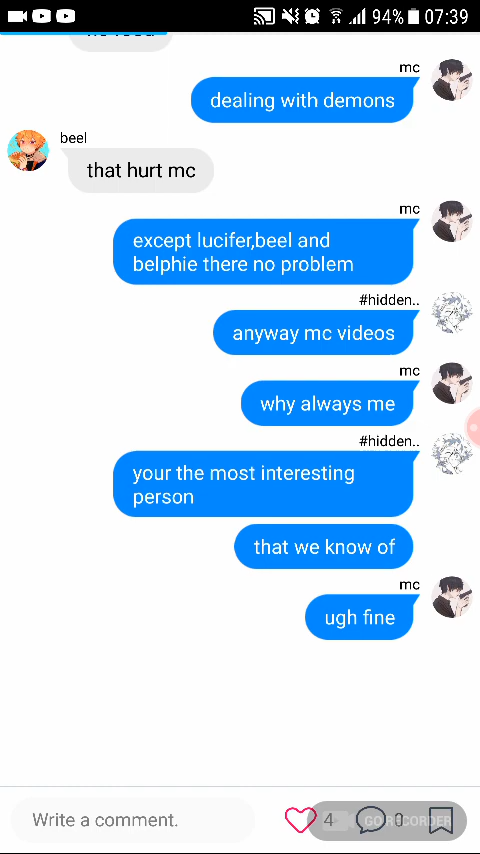 94% 07:39
mc
dealing with demons
beel
that hurt mc
mc
except lucifer,beel and
belphie there no problem
#hidden..
anyway mc videos
mc
why always me
#hidden..
your the most interesting
person
that we know of
mc
ugh fine
Write a comment.
4
0
GO RECORDER